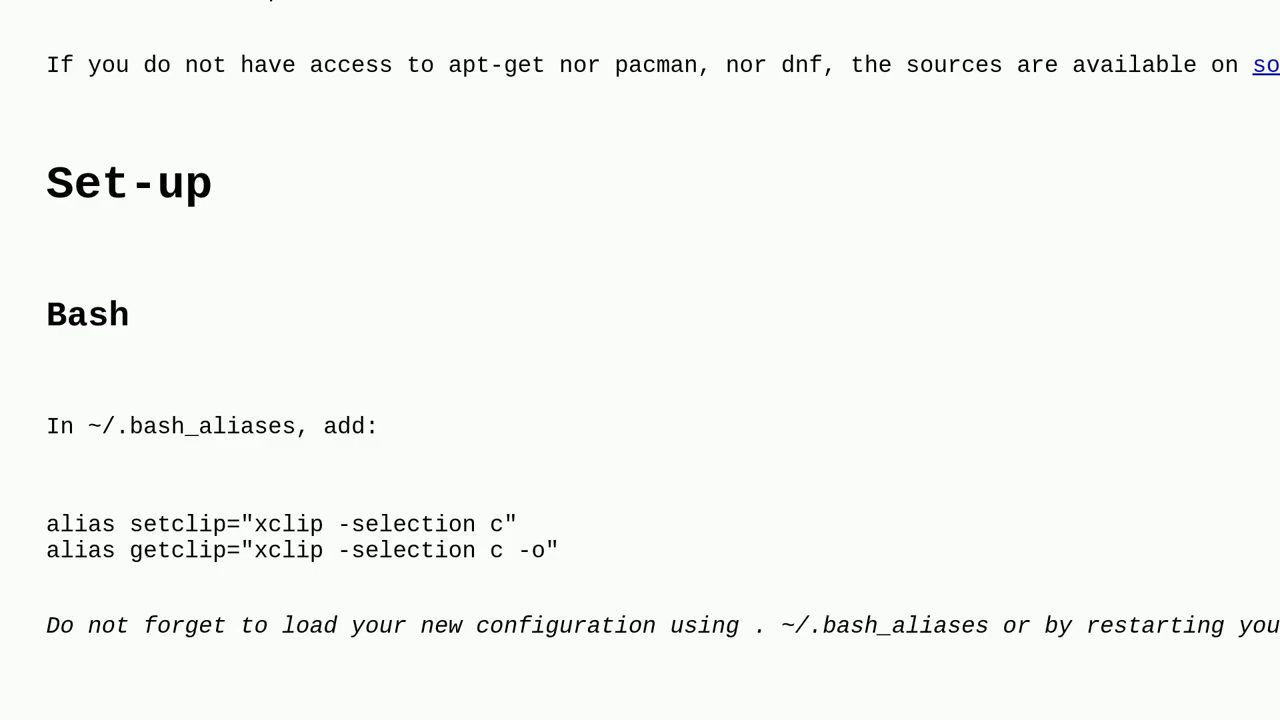 If you do not have access to apt-get nor pacman, nor dnf, the sources are available on so
Set-up
Bash
In ~/.bash_aliases, add:
alias setclip="xclip -selection c"
alias getclip="xclip -selection c -o"
Do not forget to load your new configuration using . ~/.bash_aliases or by restarting you